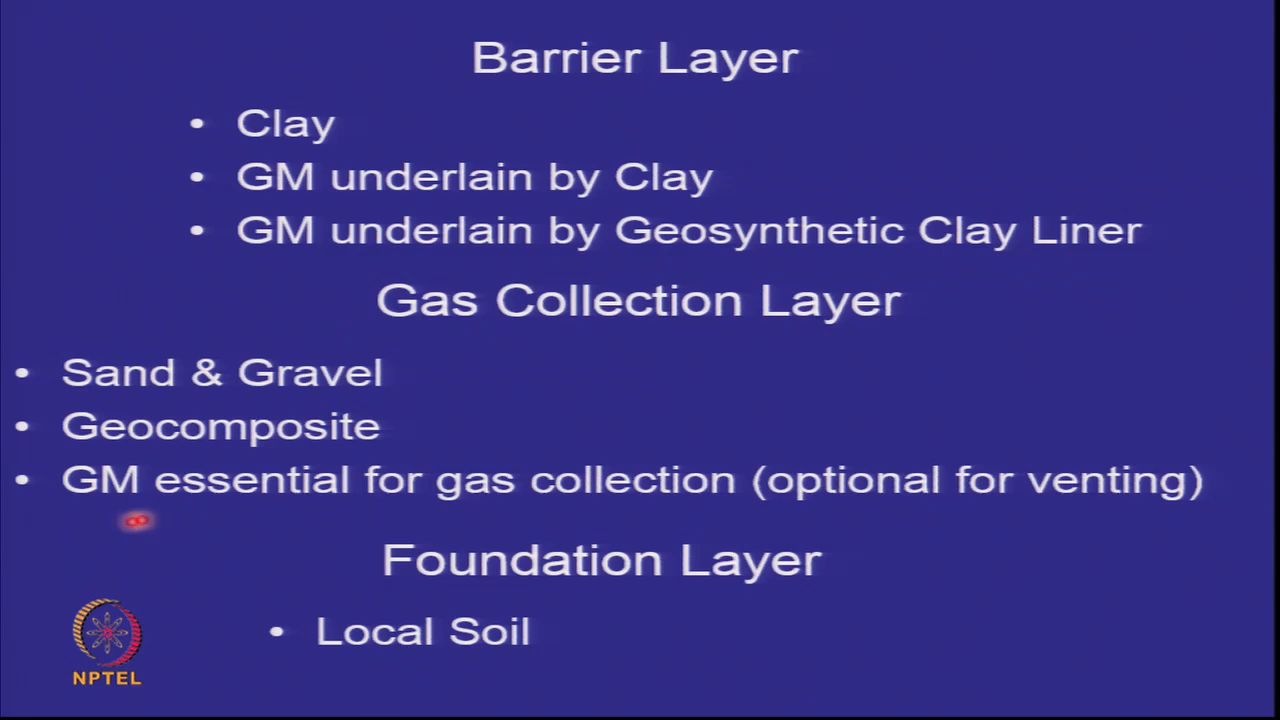 Barrier Layer
• Clay
• GM underlain by Clay
• GM underlain by Geosynthetic Clay Liner
Gas Collection Layer
• Sand & Gravel
• Geocomposite
• GM essential for gas collection (optional for venting)
Foundation Layer
• Local Soil
NPTEL